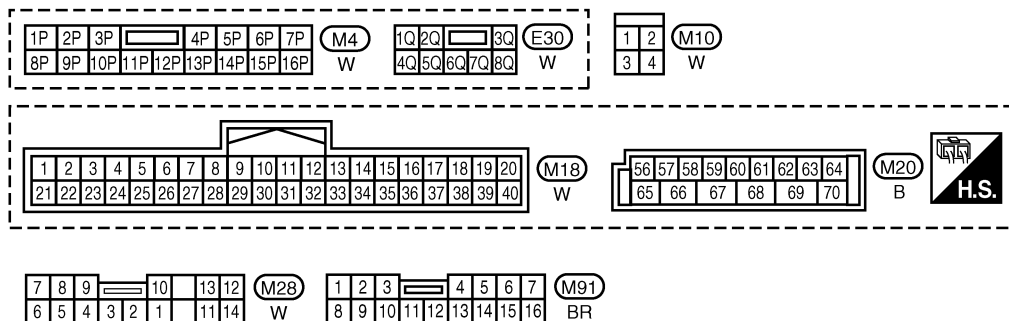 1P 2P 3P 4P 5P 6P 7P M4 1Q 2Q 3Q E30 1 2 M10
8P 9P 10P 11P 12P 13P 14P 15P 16P W 4Q 5Q 6Q 7Q 8Q W 3 4 W
1 2 3 4 5 6 7 8 9 10 11 12 13 14 15 16 17 18 19 20 M18 56 57 58 59 60 61 62 63 64 M20
21 22 23 24 25 26 27 28 29 30 31 32 33 34 35 36 37 38 39 40 W 65 66 67 68 69 70 B H.S.
7 8 9 10 13 12 M28 1 2 3 4 5 6 7 M91
6 5 4 3 2 1 11 14 W 8 9 10 11 12 13 14 15 16 BR